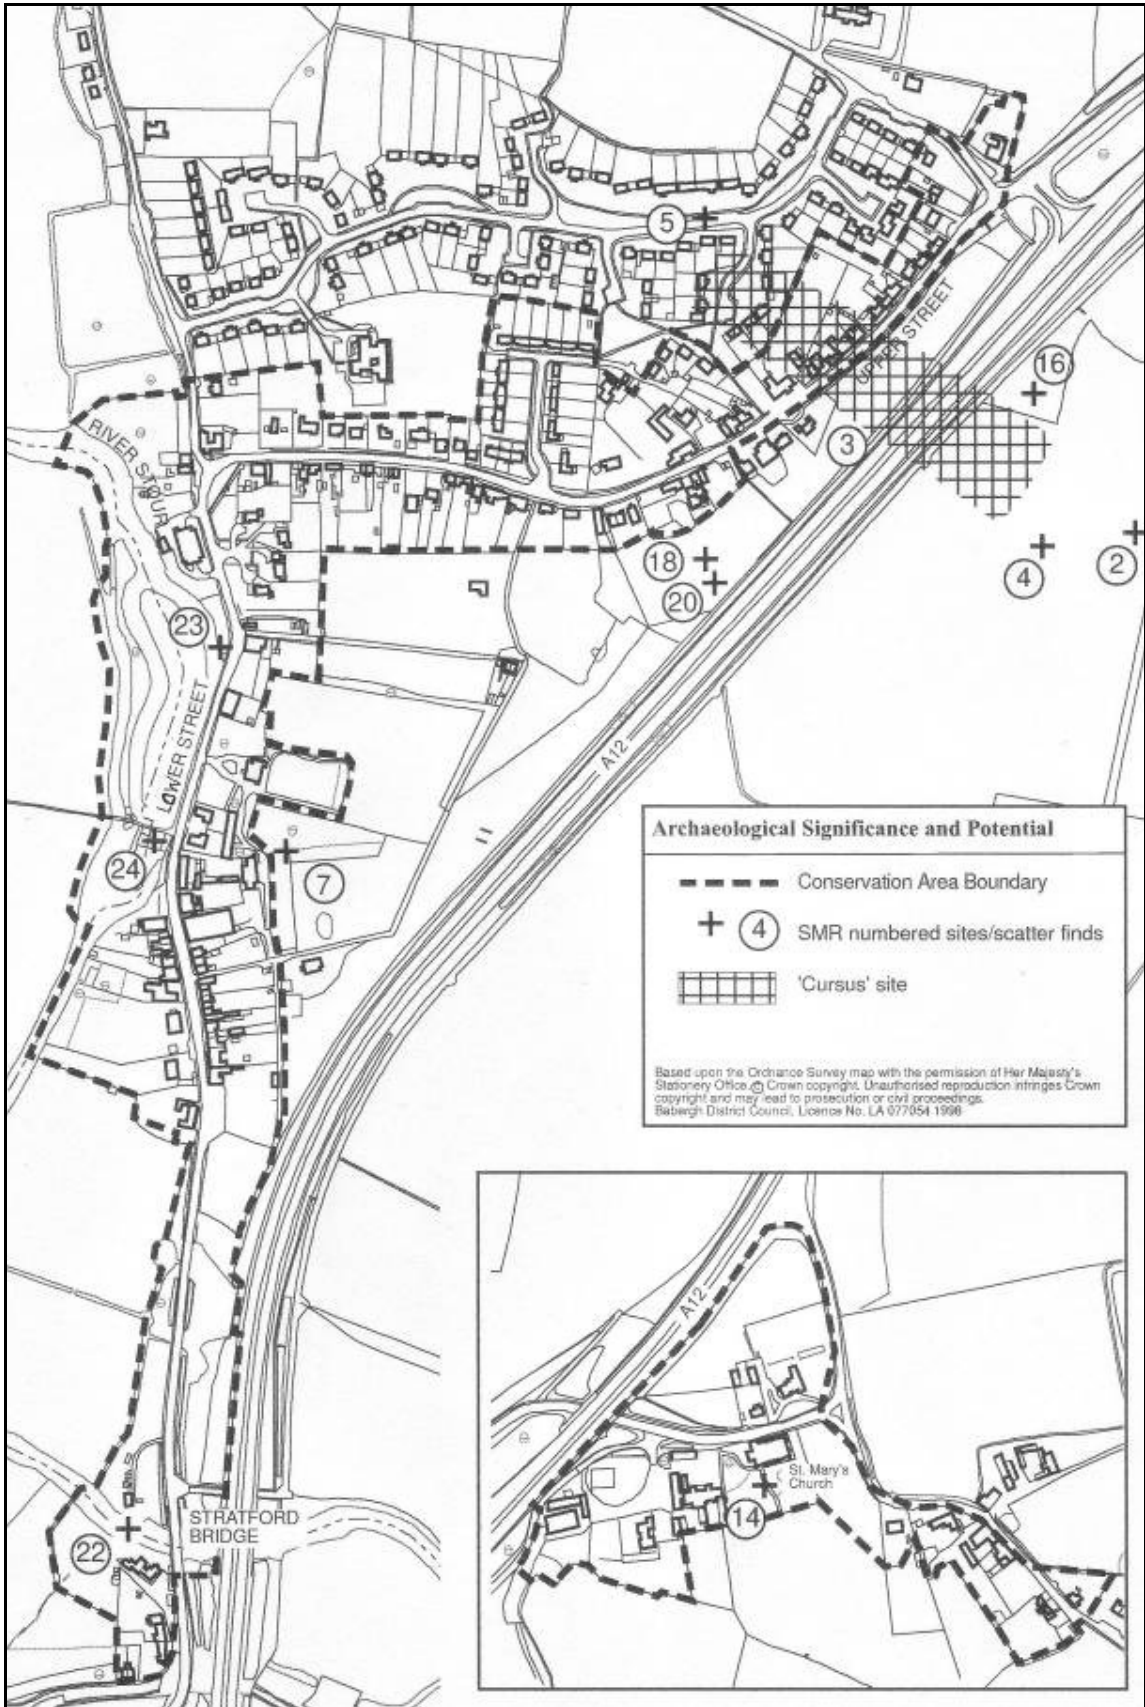 5
16
UPPER STREET
3
RIVER STOUR
18
20
4
2
23
LOWER STREET
A12
24
7
Archaeological Significance and Potential
Conservation Area Boundary
4 SMR numbered sites/scatter finds
'Cursus' site
Based upon the Ordnance Survey map with the permission of Her Majesty's
Stationery Office © Crown copyright. Unauthorised reproduction infringes Crown
copyright and may lead to prosecution or civil proceedings.
Babergh District Council. Licence No. LA 077054 1998
A12
St. Mary's
Church
14
STRATFORD
BRIDGE
22